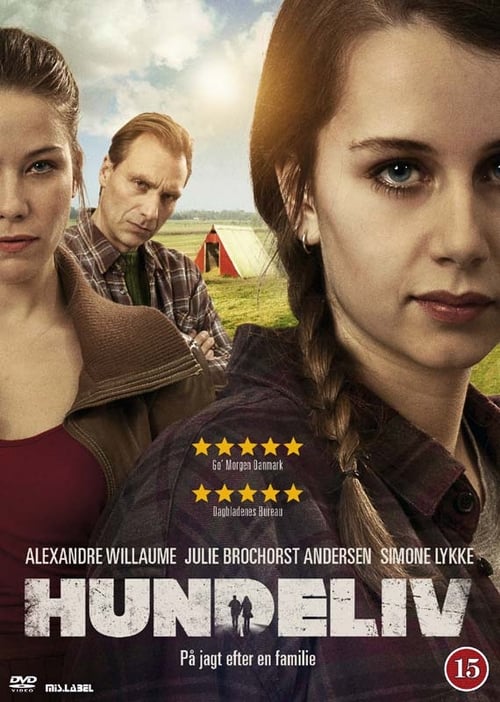 Go' Morgen Danmark
Dagbladenes Bureau
ALEXANDRE WILLAUME JULIE BROCHORST ANDERSEN SIMONE LYKKE
HUNDELIV
På jagt efter en familie
15
DVD
VIDEO
MIS.LABEL